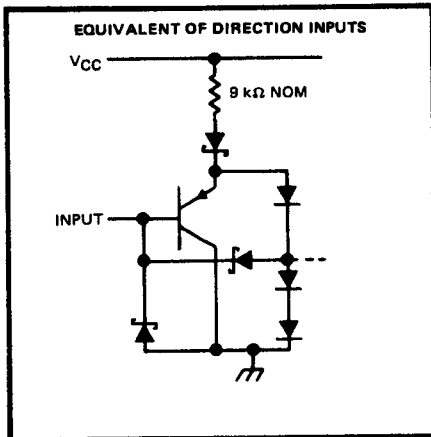 EQUIVALENT OF DIRECTION INPUTS
VCC
9 kΩ NOM
INPUT